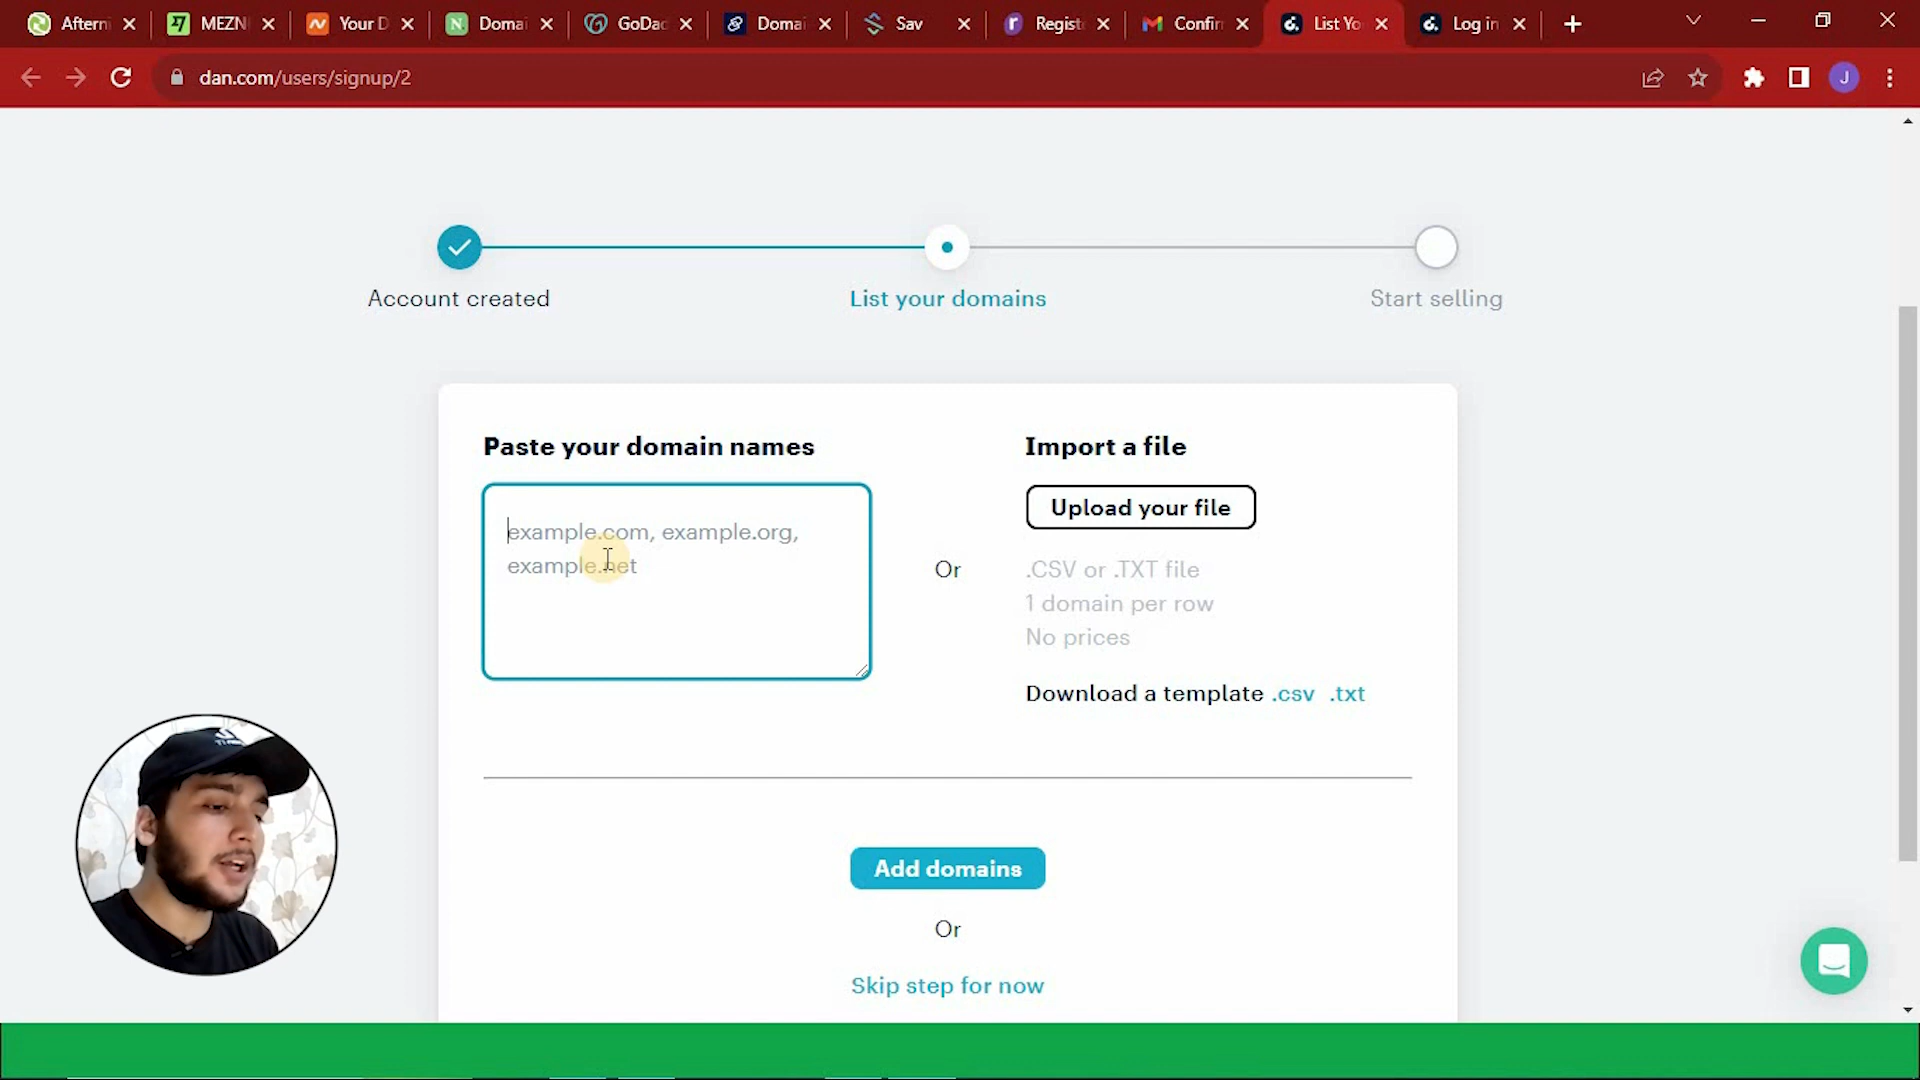 Aftern
MEZN
Your D
Domai
GoDad
Domai
Sav
Registe
Confirm
List Yo
Log in
dan.com/users/signup/2
J
Account created
List your domains
Start selling
Paste your domain names
Import a file
example.com, example.org,
example.net
Upload your file
Or
.CSV or .TXT file
1 domain per row
No prices
Download a template .csv .txt
Add domains
Or
Skip step for now